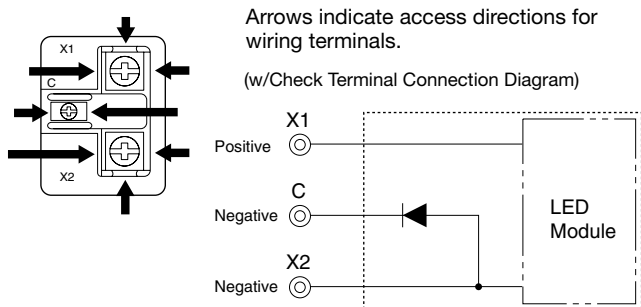 Arrows indicate access directions for
wiring terminals.
(w/Check Terminal Connection Diagram)
X1
C
X2
X1
Positive
C
Negative
X2
Negative
LED
Module